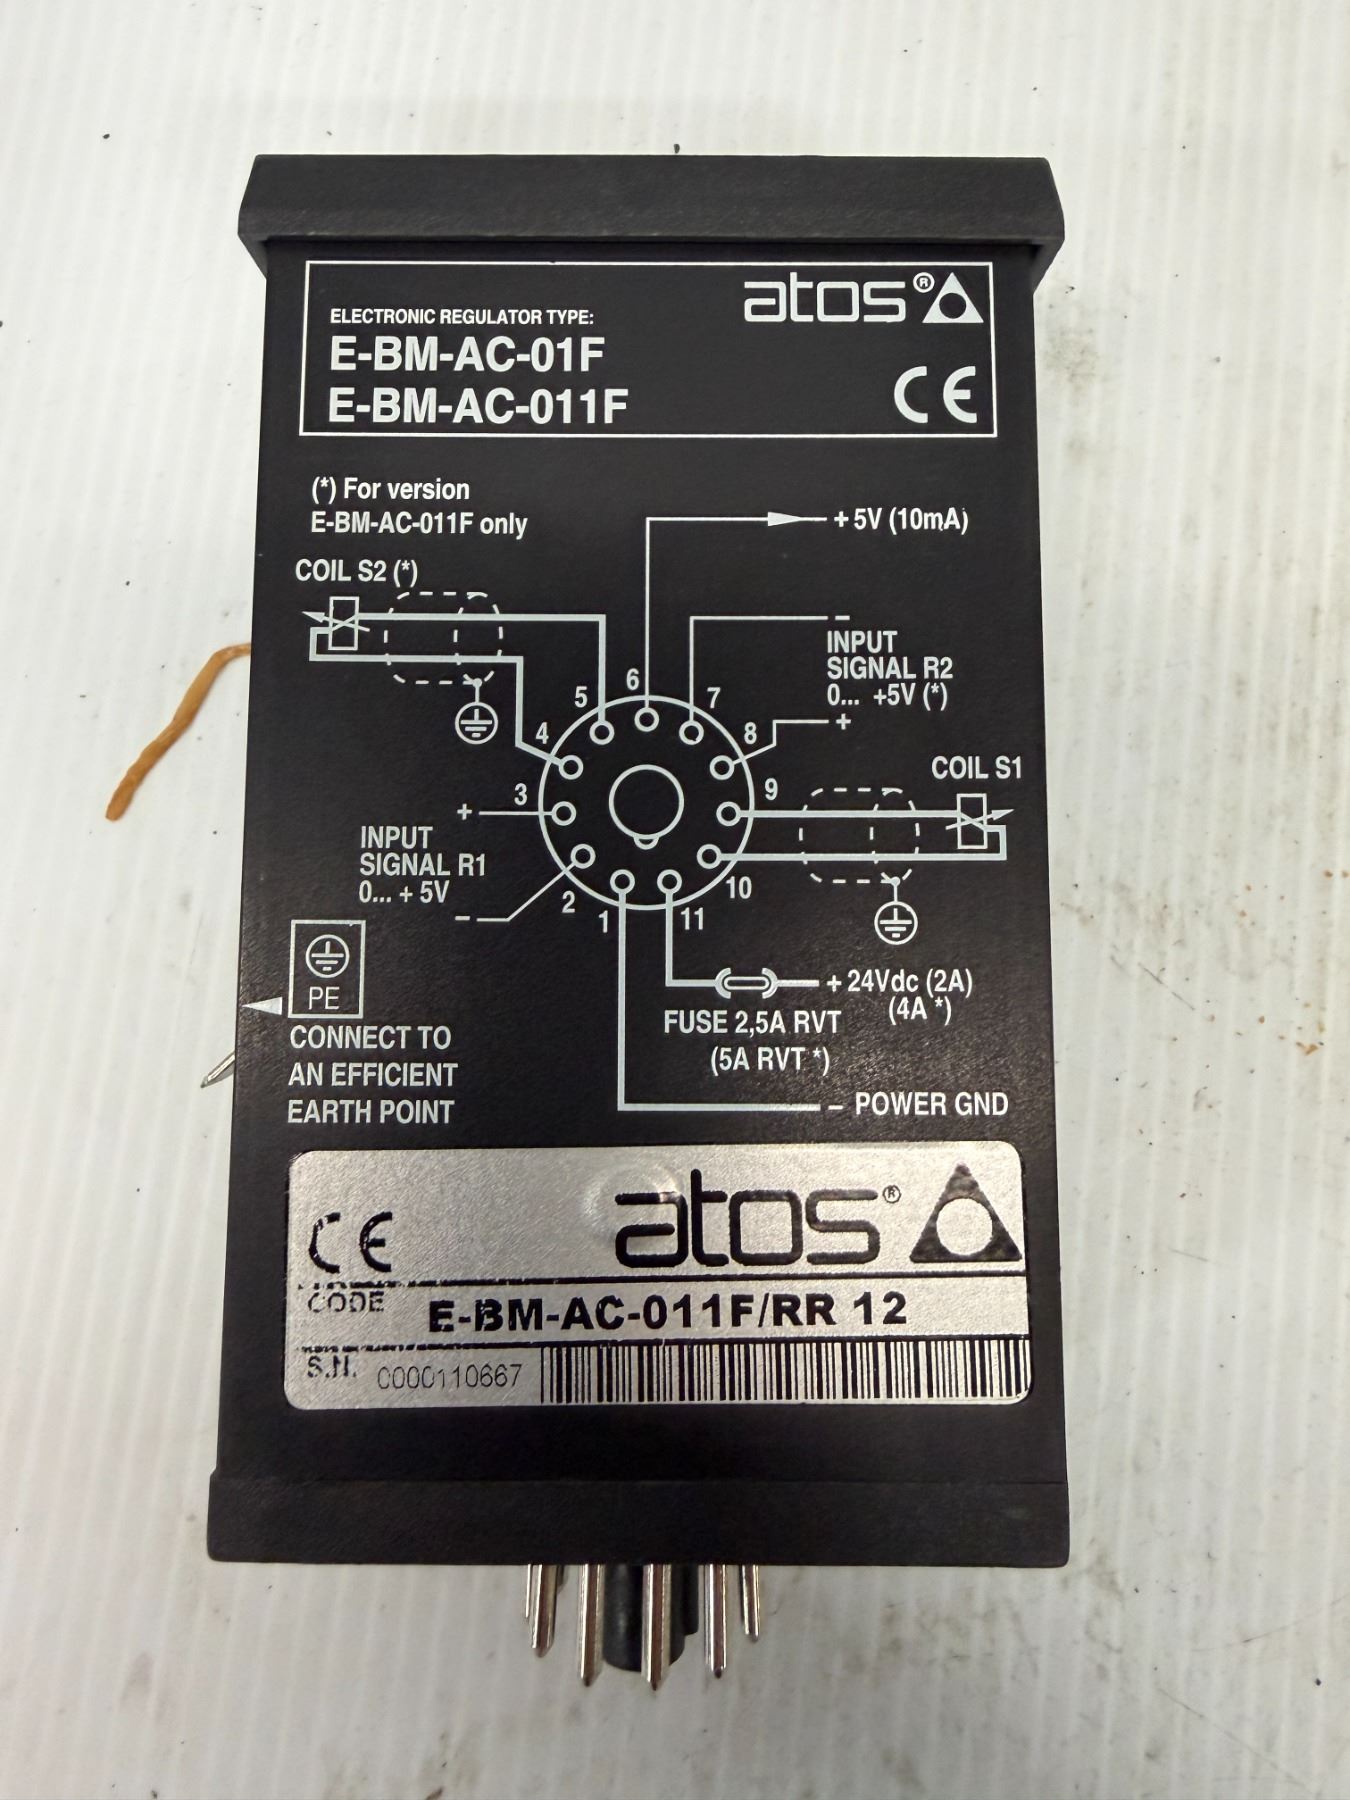 atos®
ELECTRONIC REGULATOR TYPE:
E-BM-AC-01F
E-BM-AC-011F
CE
(*) For version
E-BM-AC-011F only
+ 5V (10mA)
COIL S2 (*)
-
INPUT
SIGNAL R2
0... +5V (*)
+
6
5
7
4
8
COIL S1
3
9
+
INPUT
SIGNAL R1
0... + 5V
-
2
10
1
11
PE
CONNECT TO
AN EFFICIENT
EARTH POINT
+ 24Vdc (2A)
(4A *)
FUSE 2,5A RVT
(5A RVT *)
- POWER GND
CE
atos®
CODE E-BM-AC-011F/RR 12
S.N. 0000110667